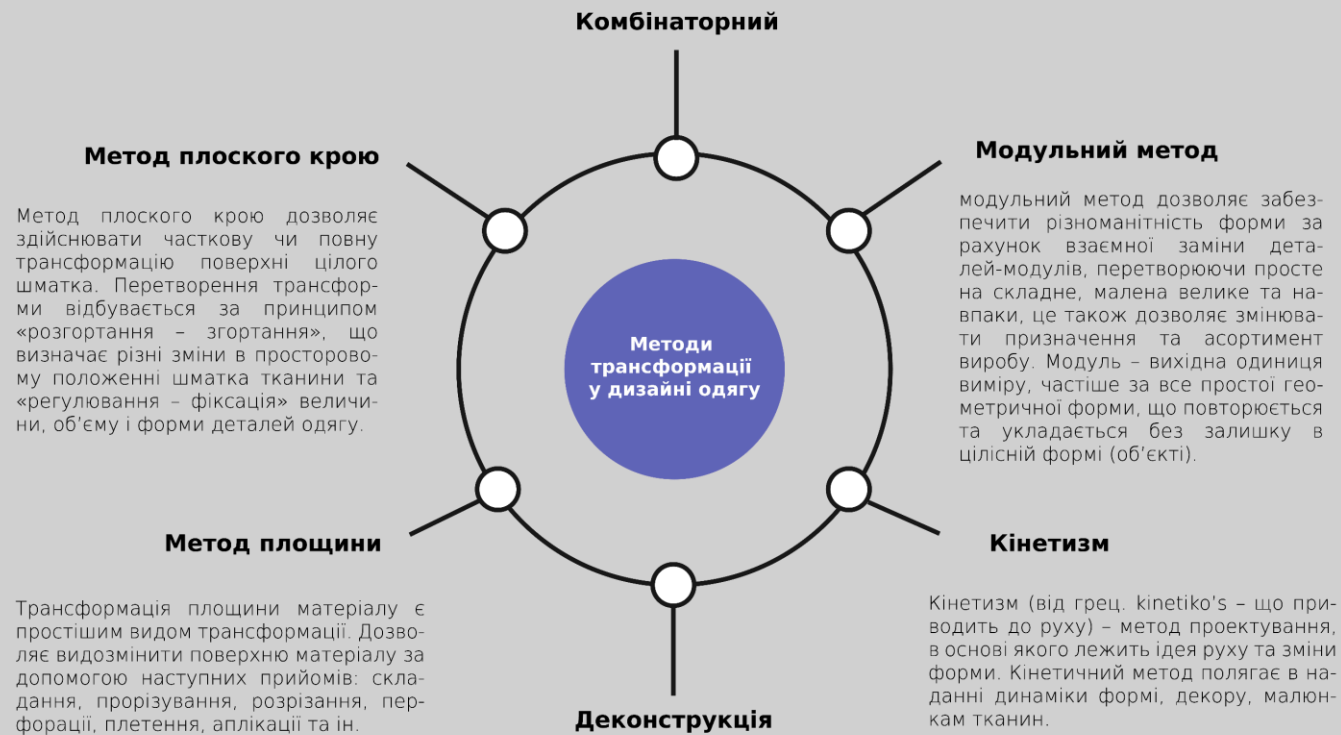 Комбінаторний
Метод плоского крою
Метод плоского крою дозволяє
здійснювати часткову чи повну
трансформацію поверхні цілого
шматка. Перетворення трансфор-
ми відбувається за принципом
«розгортання – згортання», що
визначає різні зміни в просторово-
му положенні шматка тканини та
«регулювання – фіксація» величи-
ни, об’єму і форми деталей одягу.
Модульний метод
модульний метод дозволяє забез-
печити різноманітність форми за
рахунок взаємної заміни дета-
лей-модулів, перетворюючи просте
на складне, малена велике та на-
впаки, це також дозволяє змінюва-
ти призначення та асортимент
виробу. Модуль – вихідна одиниця
виміру, частіше за все простої гео-
метричної форми, що повторюється
та укладається без залишку в
цілісній формі (об’єкті).
Методи
трансформації
у дизайні одягу
Метод площини
Трансформація площини матеріалу є
простішим видом трансформації. Дозво-
ляє видозмінити поверхню матеріалу за
допомогою наступних прийомів: скла-
дання, прорізування, розрізання, пер-
форації, плетення, аплікації та ін.
Кінетизм
Кінетизм (від грец. kinetiko's – що при-
водить до руху) – метод проектування,
в основі якого лежить ідея руху та зміни
форми. Кінетичний метод полягає в на-
данні динаміки формі, декору, малюн-
кам тканин.
Деконструкція